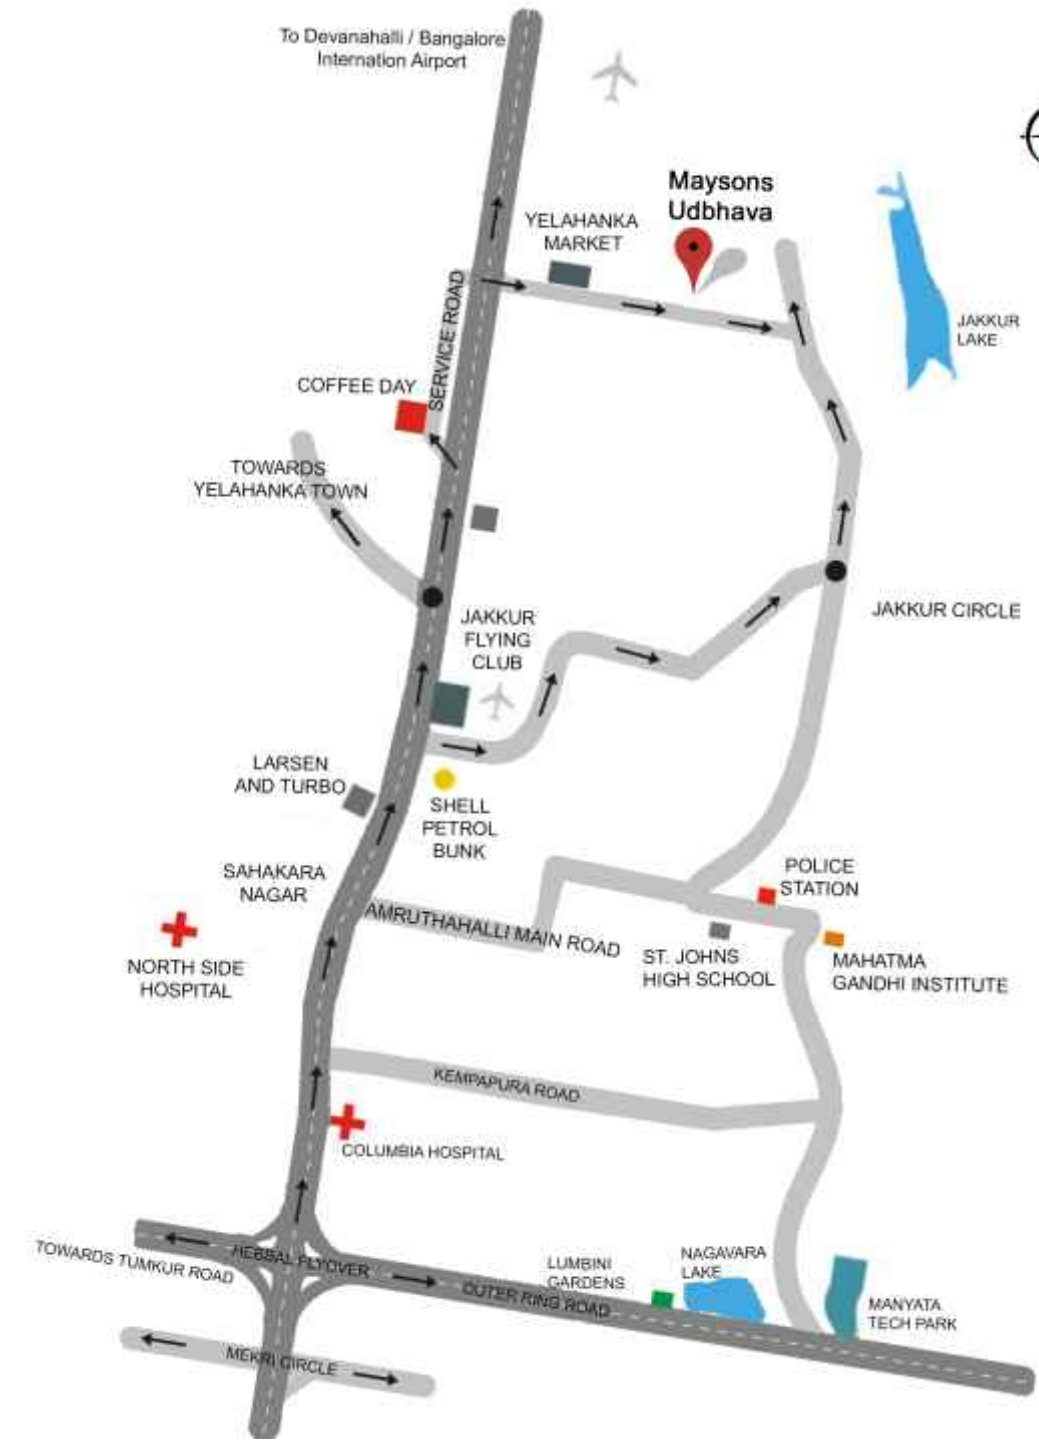 To Devanahalli / Bangalore
Internation Airport
Maysons
Udbhava
YELAHANKA
MARKET
JAKKUR
LAKE
SERVICE ROAD
COFFEE DAY
TOWARDS
YELAHANKA TOWN
JAKKUR CIRCLE
JAKKUR
FLYING
CLUB
LARSEN
AND TURBO
SHELL
PETROL
BUNK
SAHAKARA
NAGAR
POLICE
STATION
AMRUTHAHALLI MAIN ROAD
ST. JOHNS
HIGH SCHOOL
MAHATMA
GANDHI INSTITUTE
NORTH SIDE
HOSPITAL
KEMPAPURA ROAD
COLUMBIA HOSPITAL
TOWARDS TUMKUR ROAD
HEBBAL FLYOVER
OUTER RING ROAD
LUMBINI
GARDENS
NAGAVARA
LAKE
MANYATA
TECH PARK
MEKRI CIRCLE